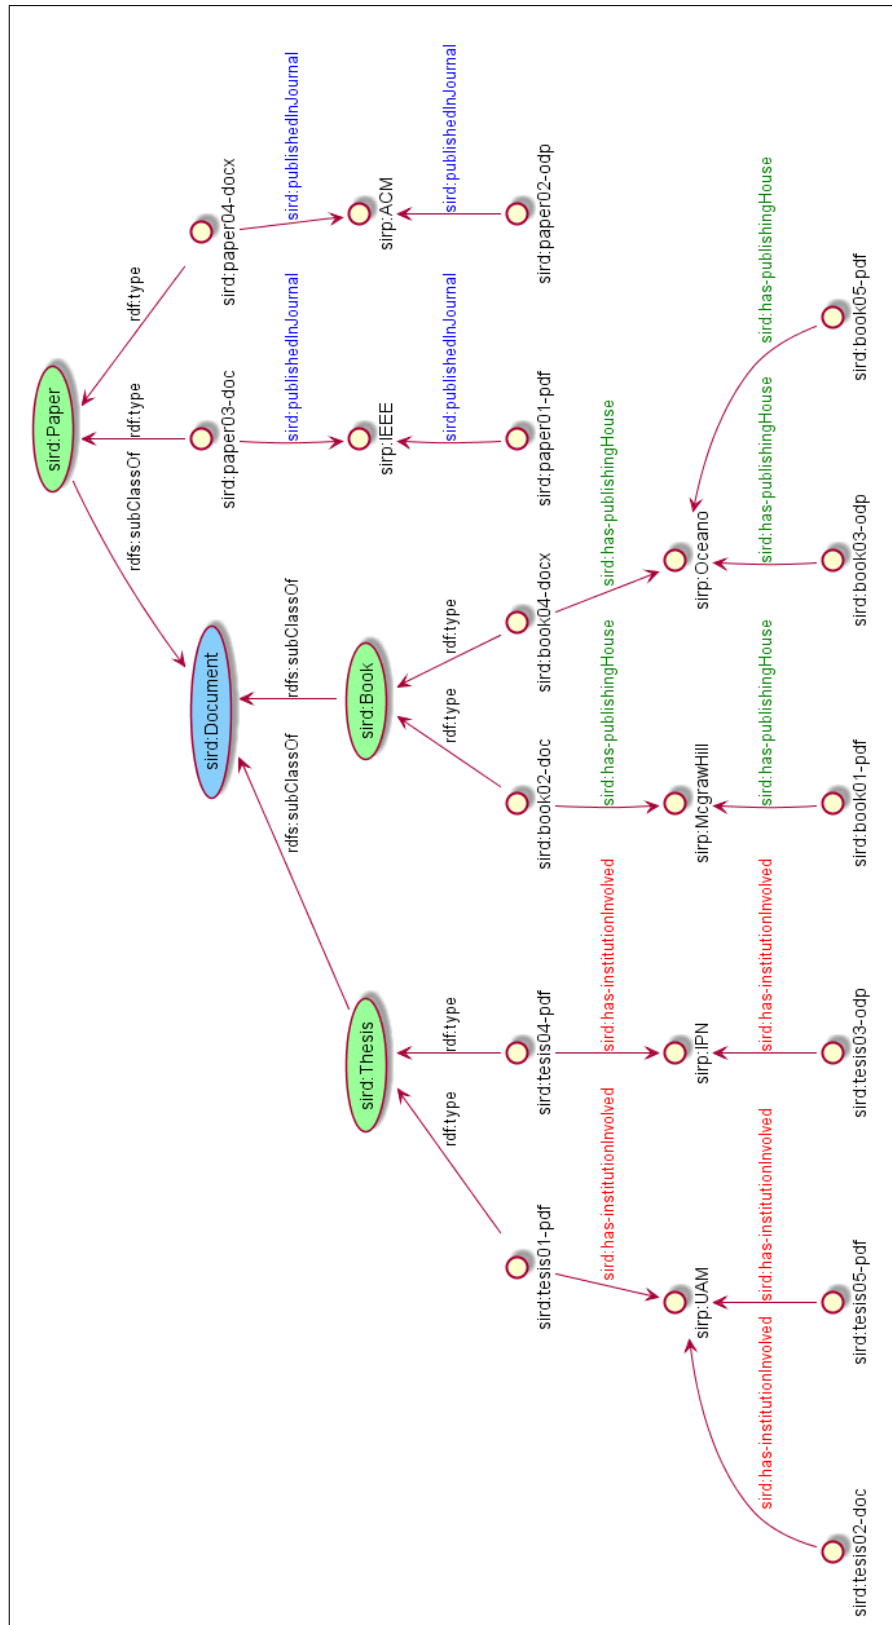 sird:Paper
rdfs:subClassOf
rdf:type
rdf:type
sird:Document
sird:paper03-doc
sird:paper04-docx
rdfs:subClassOf
rdfs:subClassOf
sird:publishedInJournal
sird:publishedInJournal
sird:Thesis
sird:Book
sirp:IEEE
sirp:ACM
rdf:type
rdf:type
rdf:type
rdf:type
sird:publishedInJournal
sird:publishedInJournal
sird:tesis01-pdf
sird:tesis04-pdf
sird:book02-doc
sird:book04-docx
sird:paper01-pdf
sird:paper02-odp
sird:has-institutionInvolved
sird:has-institutionInvolved
sird:has-publishingHouse
sird:has-publishingHouse
sirp:UAM
sirp:IPN
sirp:McgrawHill
sirp:Oceano
sird:has-institutionInvolved
sird:has-institutionInvolved
sird:has-institutionInvolved
sird:has-publishingHouse
sird:has-publishingHouse
sird:has-publishingHouse
sird:tesis02-doc
sird:tesis05-pdf
sird:tesis03-odp
sird:book01-pdf
sird:book03-odp
sird:book05-pdf